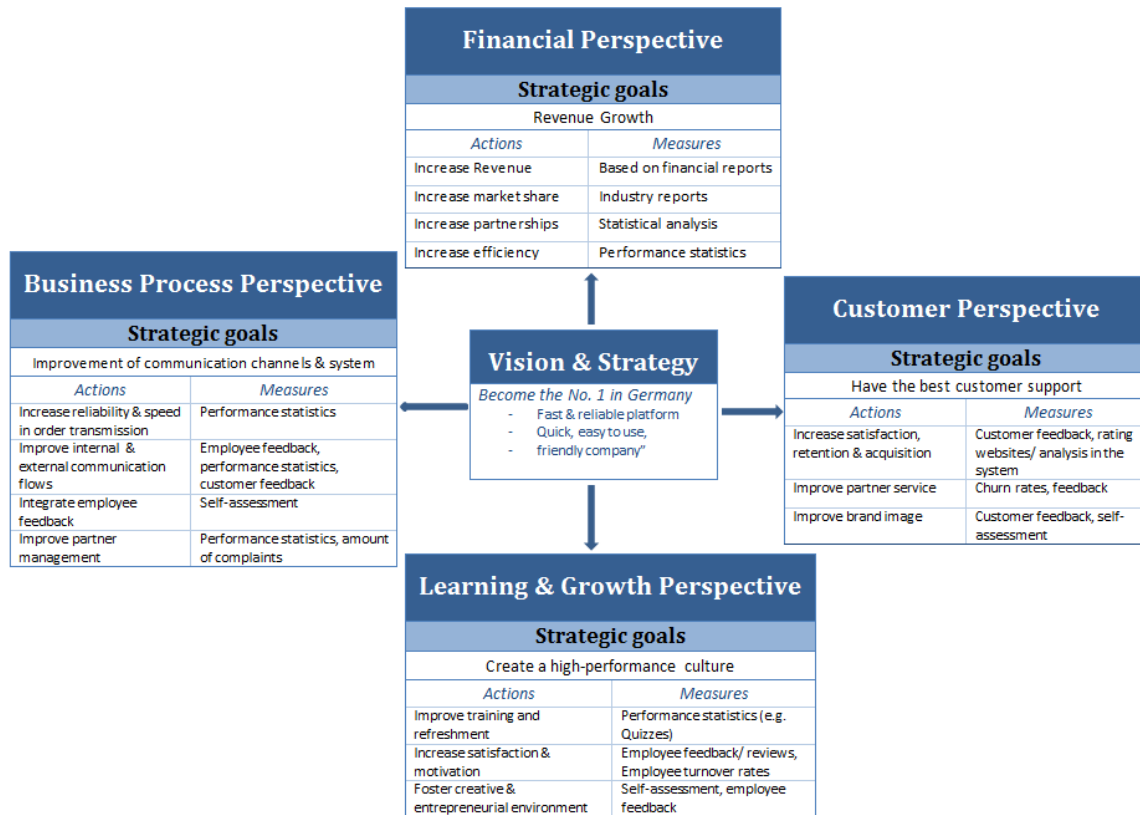 Financial Perspective
Strategic goals
Revenue Growth
Actions Measures
Increase Revenue Based on financial reports
Increase market share Industry reports
Increase partnerships Statistical analysis
Increase efficiency Performance statistics
Business Process Perspective
Strategic goals
Improvement of communication channels & system
Actions Measures
Increase reliability & speed Performance statistics
in order transmission
Improve internal & Employee feedback,
external communication performance statistics,
flows customer feedback
Integrate employee Self-assessment
feedback
Improve partner Performance statistics, amount
management of complaints
Vision & Strategy
Become the No. 1 in Germany
- Fast & reliable platform
- Quick, easy to use,
- friendly company"
Customer Perspective
Strategic goals
Have the best customer support
Actions Measures
Increase satisfaction, Customer feedback, rating
retention & acquisition websites/ analysis in the
system
Improve partner service Churn rates, feedback
Improve brand image Customer feedback, self-
assessment
Learning & Growth Perspective
Strategic goals
Create a high-performance culture
Actions Measures
Improve training and Performance statistics (e.g.
refreshment Quizzes)
Increase satisfaction & Employee feedback/ reviews,
motivation Employee turnover rates
Foster creative & Self-assessment, employee
entrepreneurial environment feedback